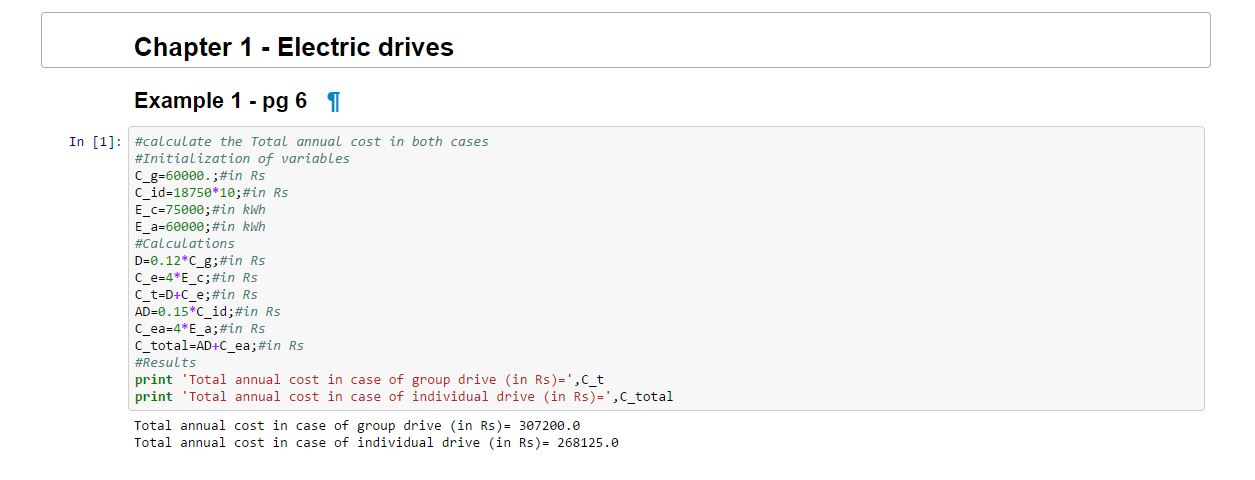 Chapter 1 - Electric drives
Example 1 - pg 6 ¶
In [1]: #calculate the Total annual cost in both cases
#Initialization of variables
C_g=60000.;#in Rs
C_id=18750*10;#in Rs
E_c=75000;#in kWh
E_a=60000;#in kWh
#Calculations
D=0.12*C_g;#in Rs
C_e=4*E_c;#in Rs
C_t=D+C_e;#in Rs
AD=0.15*C_id;#in Rs
C_ea=4*E_a;#in Rs
C_total=AD+C_ea;#in Rs
#Results
print 'Total annual cost in case of group drive (in Rs)=',C_t
print 'Total annual cost in case of individual drive (in Rs)=',C_total
Total annual cost in case of group drive (in Rs)= 307200.0
Total annual cost in case of individual drive (in Rs)= 268125.0